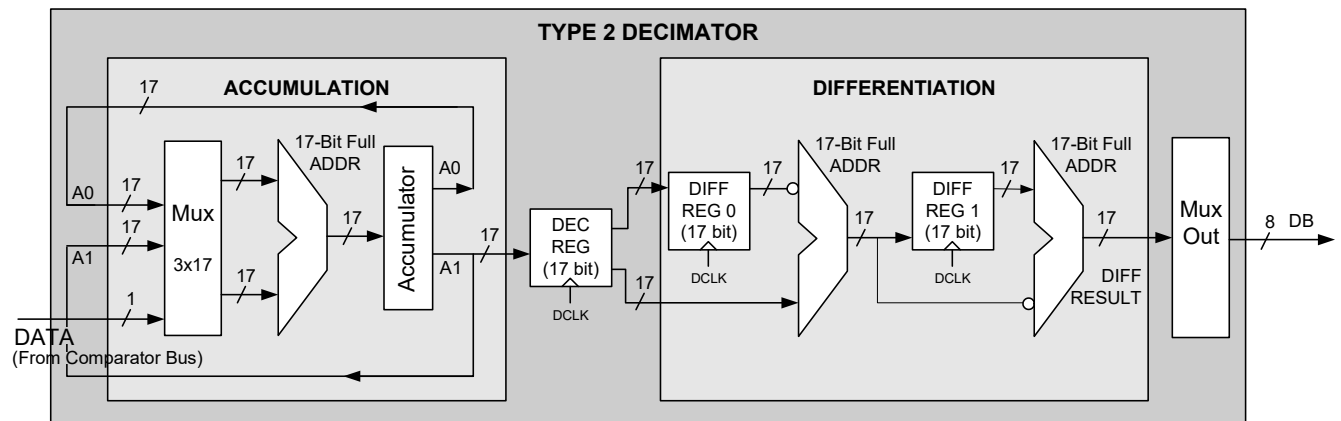 TYPE 2 DECIMATOR
ACCUMULATION
DIFFERENTIATION
17
17-Bit Full
ADDR
A0
17
A0
17
Mux
3x17
17
A1
17
17
17
Accumulator
A1
17
1
DATA
(From Comparator Bus)
DEC
REG
(17 bit)
DCLK
17
17
DIFF
REG 0
(17 bit)
DCLK
17
17-Bit Full
ADDR
17
DIFF
REG 1
(17 bit)
DCLK
17
17-Bit Full
ADDR
17
DIFF
RESULT
Mux
Out
8 DB